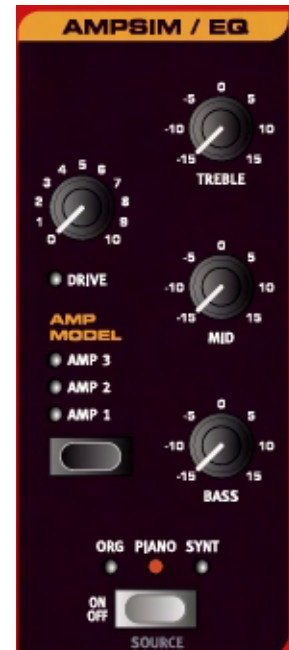 AMPSIM / EQ
0
-5 5
-10 10
-15 15
TREBLE
5
4 6
3 7
2 8
1 9
0 10
DRIVE
0
-5 5
-10 10
-15 15
MID
AMP
MODEL
AMP 3
AMP 2
AMP 1
0
-5 5
-10 10
-15 15
BASS
ORG PIANO SYNT
ON
OFF
SOURCE